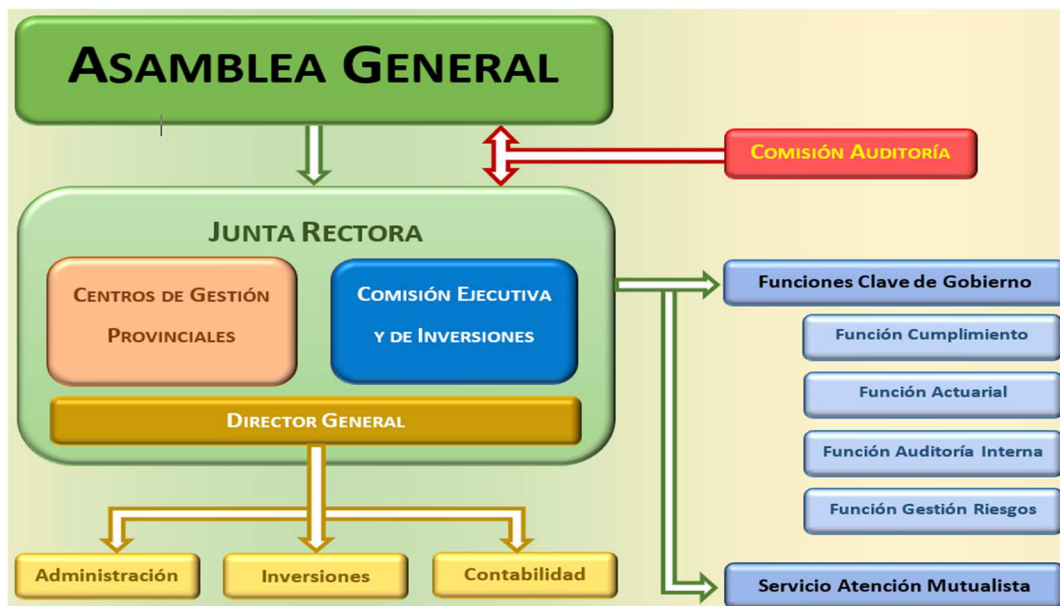 ASAMBLEA GENERAL
COMISIÓN AUDITORÍA
JUNTA RECTORA
CENTROS DE GESTIÓN
PROVINCIALES
COMISIÓN EJECUTIVA
Y DE INVERSIONES
DIRECTOR GENERAL
Administración
Inversiones
Contabilidad
Funciones Clave de Gobierno
Función Cumplimiento
Función Actuarial
Función Auditoría Interna
Función Gestión Riesgos
Servicio Atención Mutualista